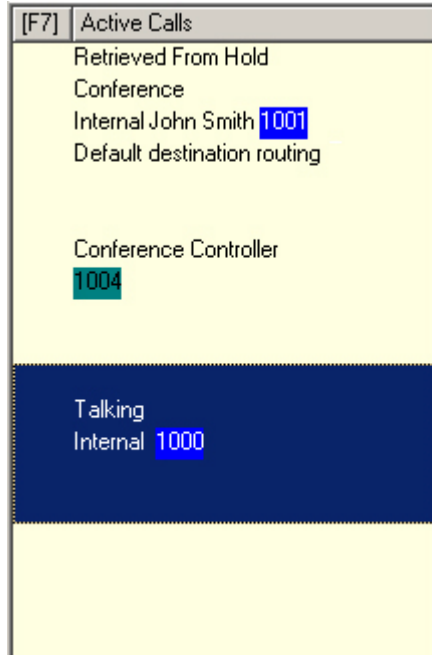 [F7] Active Calls
Retrieved From Hold
Conference
Internal John Smith 1001
Default destination routing
Conference Controller
1004
Talking
Internal 1000